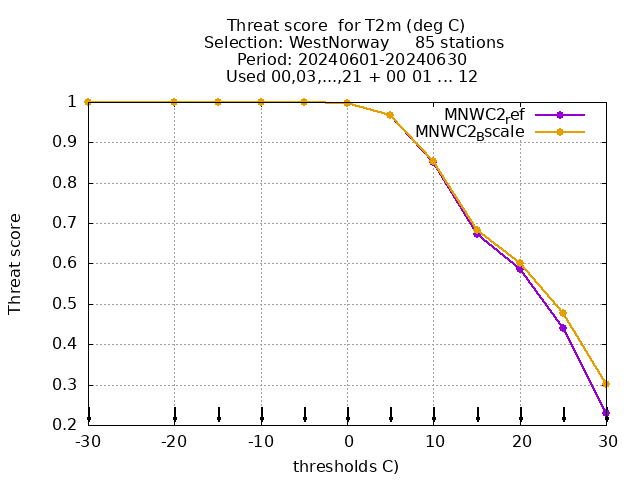 Threat score  for T2m (deg C)
Selection: WestNorway     85 stations
Period: 20240601-20240630
Used 00,03,...,21 + 00 01 ... 12
MNWC2ref
MNWC2Bscale
Threat score
1
0.9
0.8
0.7
0.6
0.5
0.4
0.3
0.2
-30 -20 -10 0 10 20 30
thresholds C)